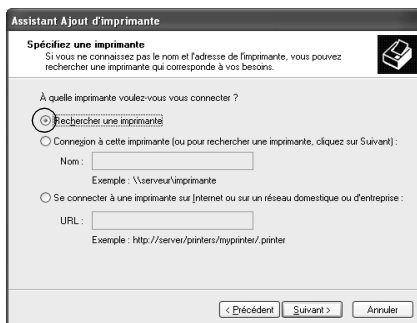 Assistant Ajout d'imprimante
Spécifiez une imprimante
Si vous ne connaissez pas le nom et l'adresse de l'imprimante, vous pouvez
rechercher une imprimante qui corresponde à vos besoins.
À quelle imprimante voulez-vous vous connecter ?
Rechercher une imprimante
Connexion à cette imprimante (ou pour rechercher une imprimante, cliquez sur Suivant) :
Nom :
Exemple : \\serveur\imprimante
Se connecter à une imprimante sur Internet ou sur un réseau domestique ou d'entreprise :
URL :
Exemple : http://server/printers/myprinter/.printer
< Précédent Suivant > Annuler